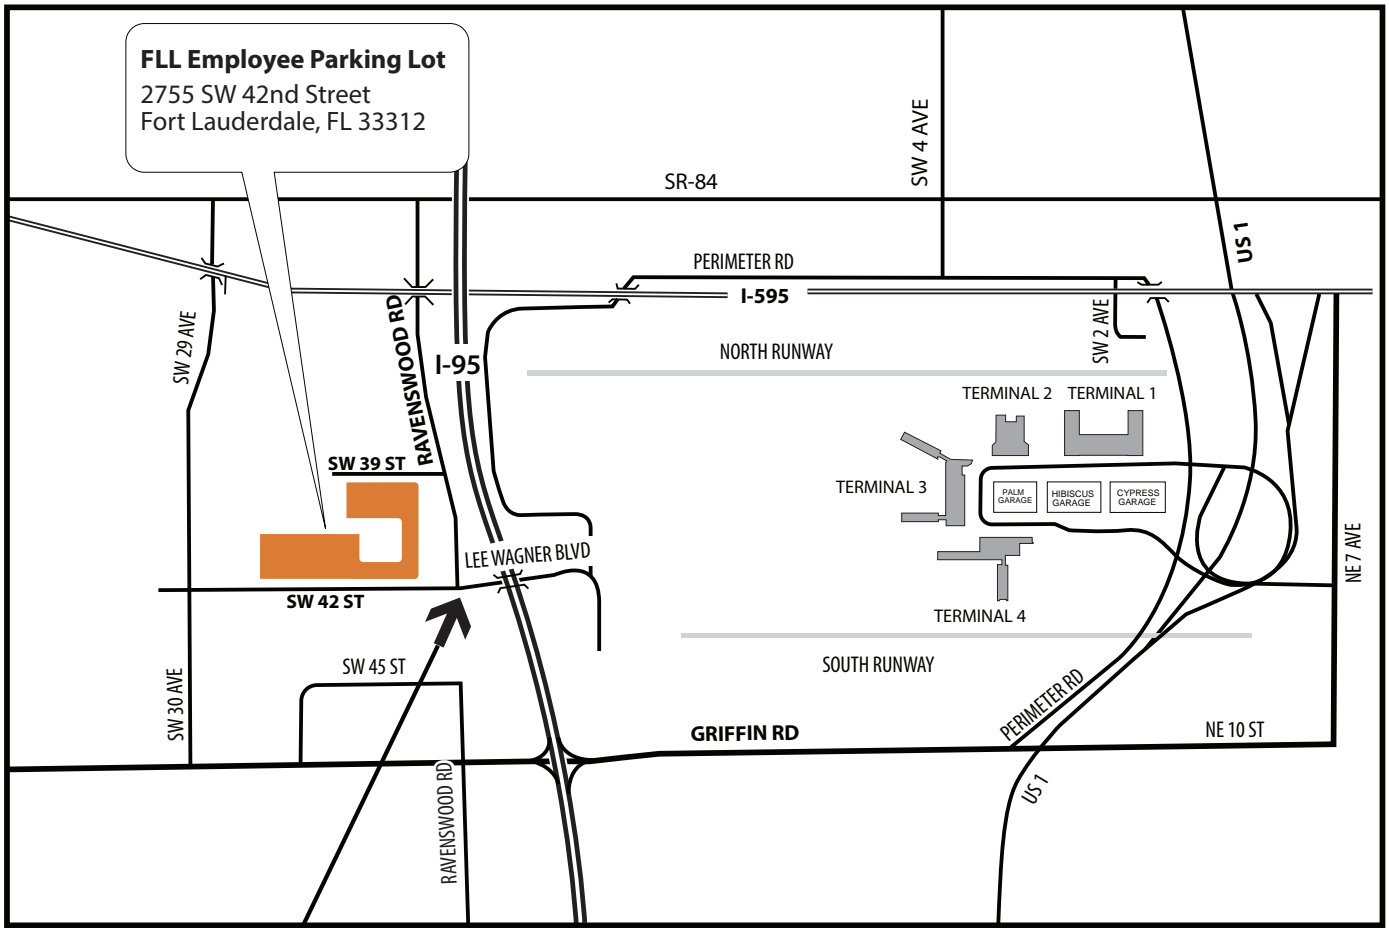 FLL Employee Parking Lot
2755 SW 42nd Street
Fort Lauderdale, FL 33312
SW 4 AVE
SR-84
US 1
PERIMETER RD
I-595
SW 29 AVE
RAVENSWOOD RD
I-95
NORTH RUNWAY
SW 2 AVE
TERMINAL 2
TERMINAL 1
SW 39 ST
TERMINAL 3
PALM
GARAGE
HIBISCUS
GARAGE
CYPRESS
GARAGE
LEE WAGNER BLVD
NE 7 AVE
SW 42 ST
TERMINAL 4
SW 45 ST
SOUTH RUNWAY
SW 30 AVE
PERIMETER RD
GRIFFIN RD
NE 10 ST
RAVENSWOOD RD
US 1